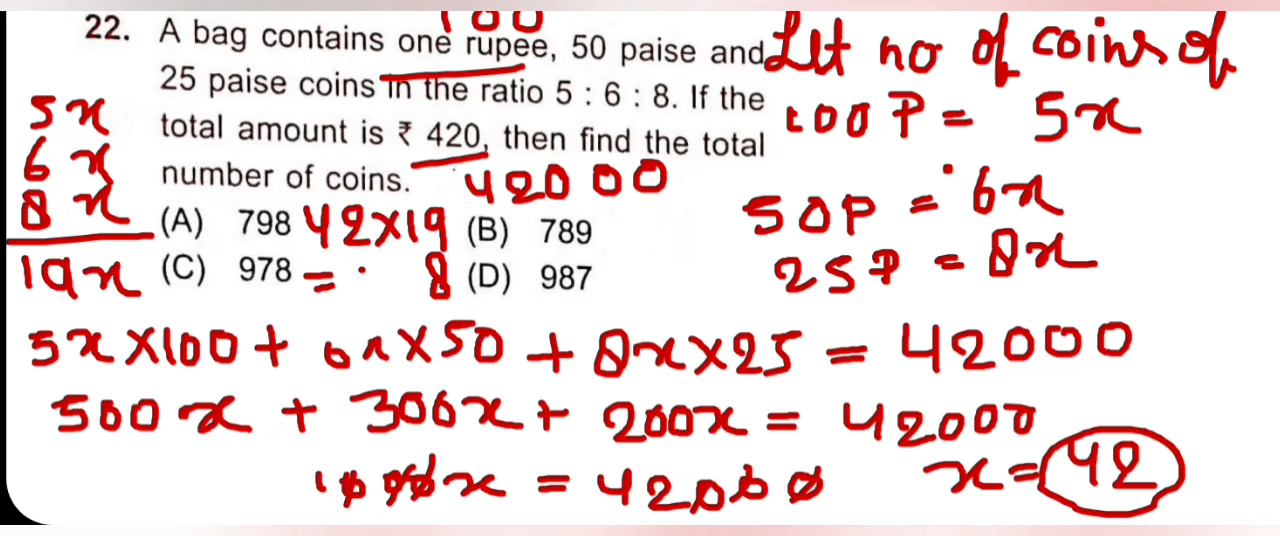 100
22. A bag contains one rupee, 50 paise and
25 paise coins in the ratio 5 : 6 : 8. If the
total amount is ₹ 420, then find the total
number of coins. 42000
(A) 798 (B) 789
(C) 978 (D) 987
42×19
= 8
5x
6x
8x
19x
Let no of coins of
100P = 5x
50P = 6x
25P = 8x
5x×100 + 6x×50 + 8x×25 = 42000
500x + 300x + 200x = 42000
1000x = 42000
x = 42